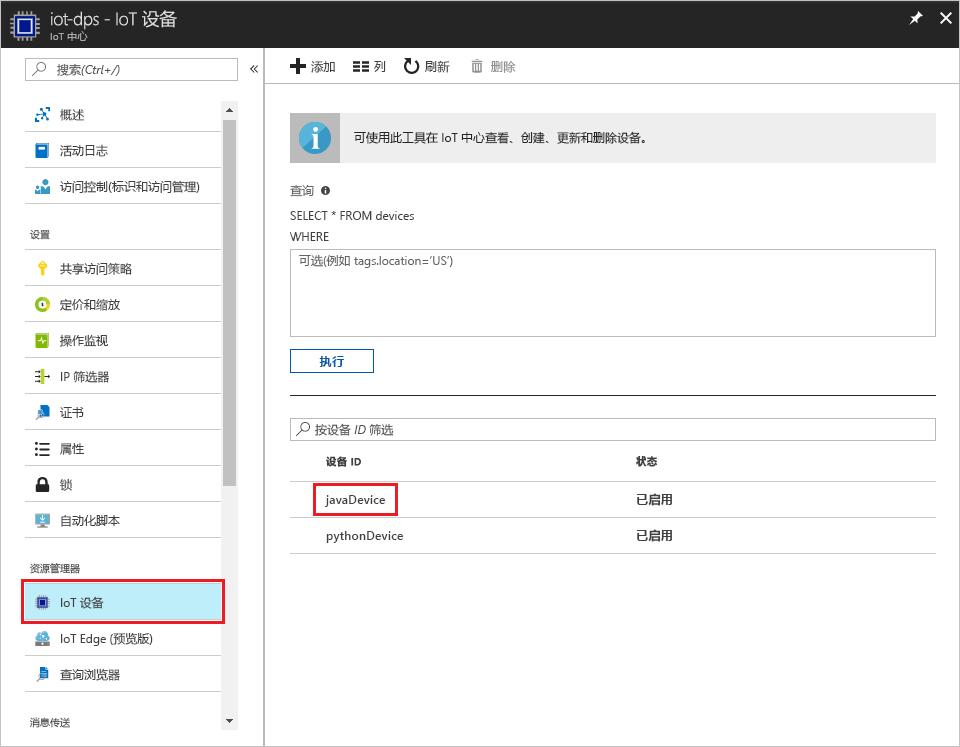 iot-dps - IoT 设备
IoT 中心
搜索(Ctrl+/)
概述
活动日志
访问控制(标识和访问管理)
设置
共享访问策略
定价和缩放
操作监视
IP 筛选器
证书
属性
锁
自动化脚本
资源管理器
IoT 设备
IoT Edge (预览版)
查询浏览器
消息传送
添加 列 刷新 删除
可使用此工具在 IoT 中心查看、创建、更新和删除设备。
查询
SELECT * FROM devices
WHERE
可选(例如 tags.location='US')
执行
按设备 ID 筛选
设备 ID 状态
javaDevice 已启用
pythonDevice 已启用